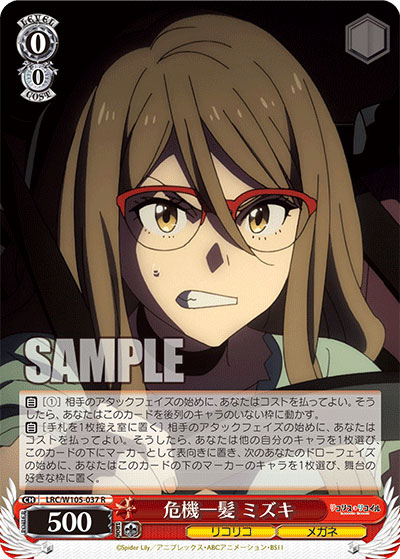 LEVEL
0
0
COST
SAMPLE
自 [①] 相手のアタックフェイズの始めに、あなたはコストを払ってよい。そう
したら、あなたはこのカードを後列のキャラのいない枠に動かす。
自 [手札を1枚控え室に置く] 相手のアタックフェイズの始めに、あなたは
コストを払ってよい。そうしたら、あなたは他の自分のキャラを1枚選び
このカードの下にマーカーとして表向きに置き、次のあなたのドローフェイズ
の始めに、あなたはこのカードの下のマーカーのキャラを1枚選び、舞台
の好きな枠に置く。
CH LRC/W105-037 R
500
危機一髪 ミズキ
リコリス・リコイル
リコリコ
メガネ
©Spider Lily／アニプレックス・ABCアニメーション・BS11